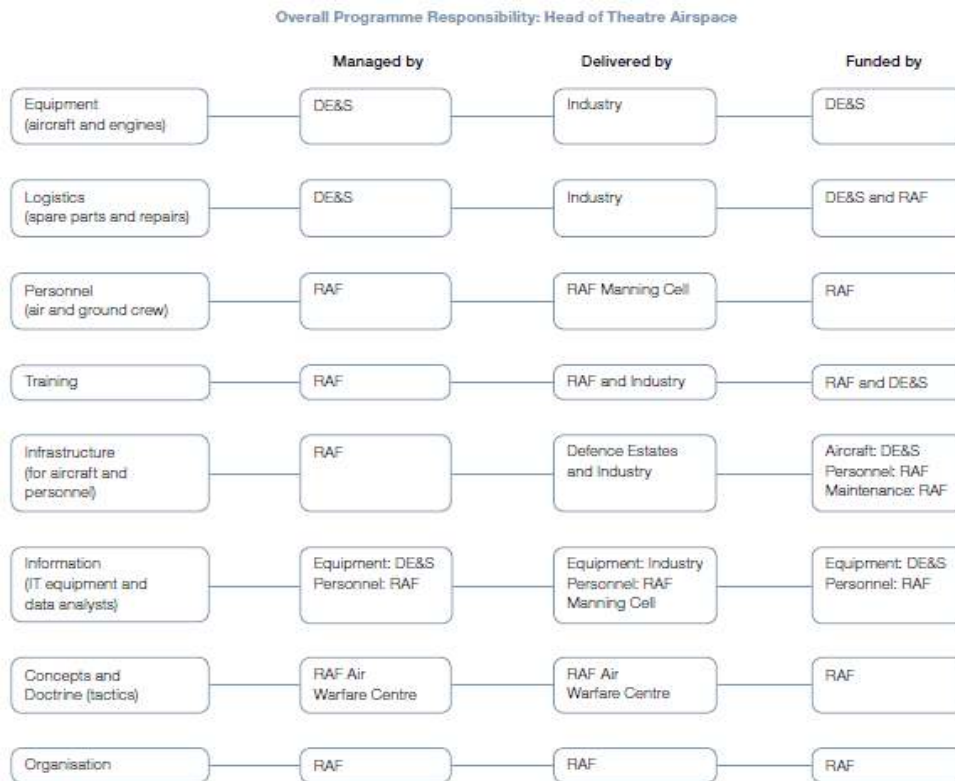 Overall Programme Responsibility: Head of Theatre Airspace
Managed by Delivered by Funded by
Equipment
(aircraft and engines)
DE&S
Industry
DE&S
Logistics
(spare parts and repairs)
DE&S
Industry
DE&S and RAF
Personnel
(air and ground crew)
RAF
RAF Manning Cell
RAF
Training
RAF
RAF and Industry
RAF and DE&S
Infrastructure
(for aircraft and
personnel)
RAF
Defence Estates
and Industry
Aircraft: DE&S
Personnel: RAF
Maintenance: RAF
Information
(IT equipment and
data analysts)
Equipment: DE&S
Personnel: RAF
Equipment: Industry
Personnel: RAF
Manning Cell
Equipment: DE&S
Personnel: RAF
Concepts and
Doctrine (tactics)
RAF Air
Warfare Centre
RAF Air
Warfare Centre
RAF
Organisation
RAF
RAF
RAF